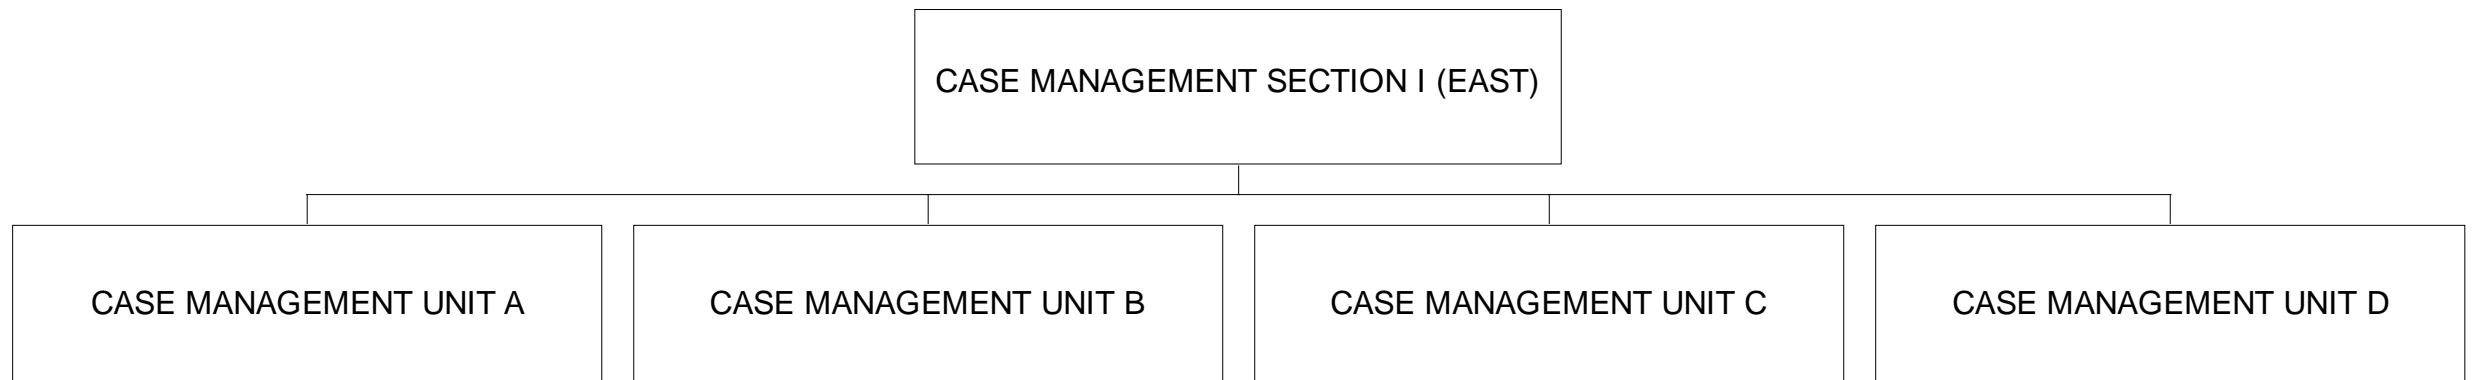 CASE MANAGEMENT SECTION I (EAST)
CASE MANAGEMENT UNIT A
CASE MANAGEMENT UNIT B
CASE MANAGEMENT UNIT C
CASE MANAGEMENT UNIT D